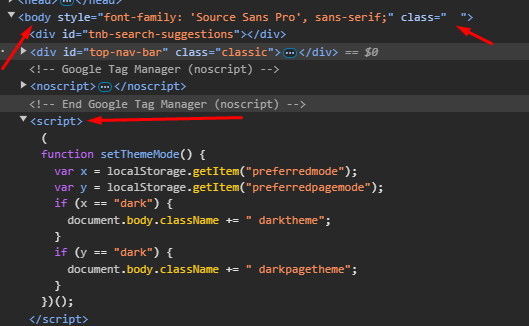 <head> ... </head>
<body style="font-family: 'Source Sans Pro', sans-serif;" class="  ">
<div id="tnb-search-suggestions"></div>
... <div id="top-nav-bar" class="classic"> ... </div> == $0
<!-- Google Tag Manager (noscript) -->
<noscript> ... </noscript>
<!-- End Google Tag Manager (noscript) -->
<script>
(
function setThemeMode() {
var x = localStorage.getItem("preferredmode");
var y = localStorage.getItem("preferredpagemode");
if (x == "dark") {
document.body.className += " darktheme";
}
if (y == "dark") {
document.body.className += " darkpagetheme";
}
})();
</script>